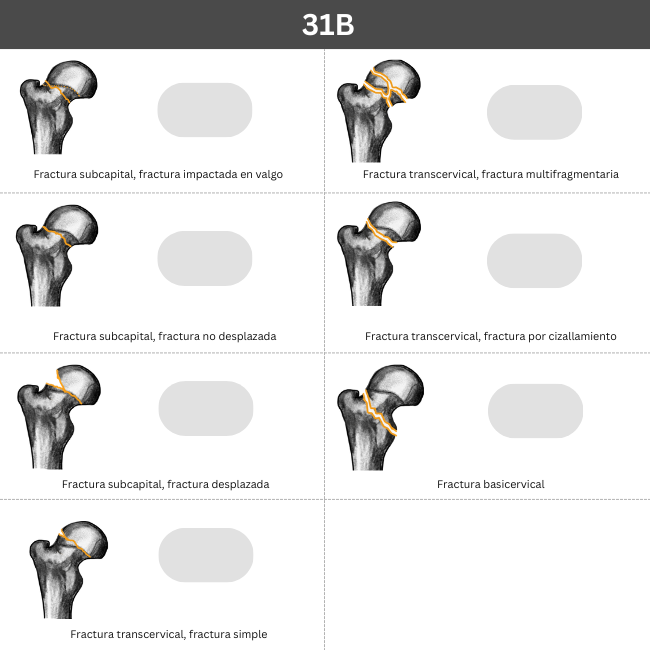 31B
Fractura subcapital, fractura impactada en valgo
Fractura transcervical, fractura multifragmentaria
Fractura subcapital, fractura no desplazada
Fractura transcervical, fractura por cizallamiento
Fractura subcapital, fractura desplazada
Fractura basicervical
Fractura transcervical, fractura simple